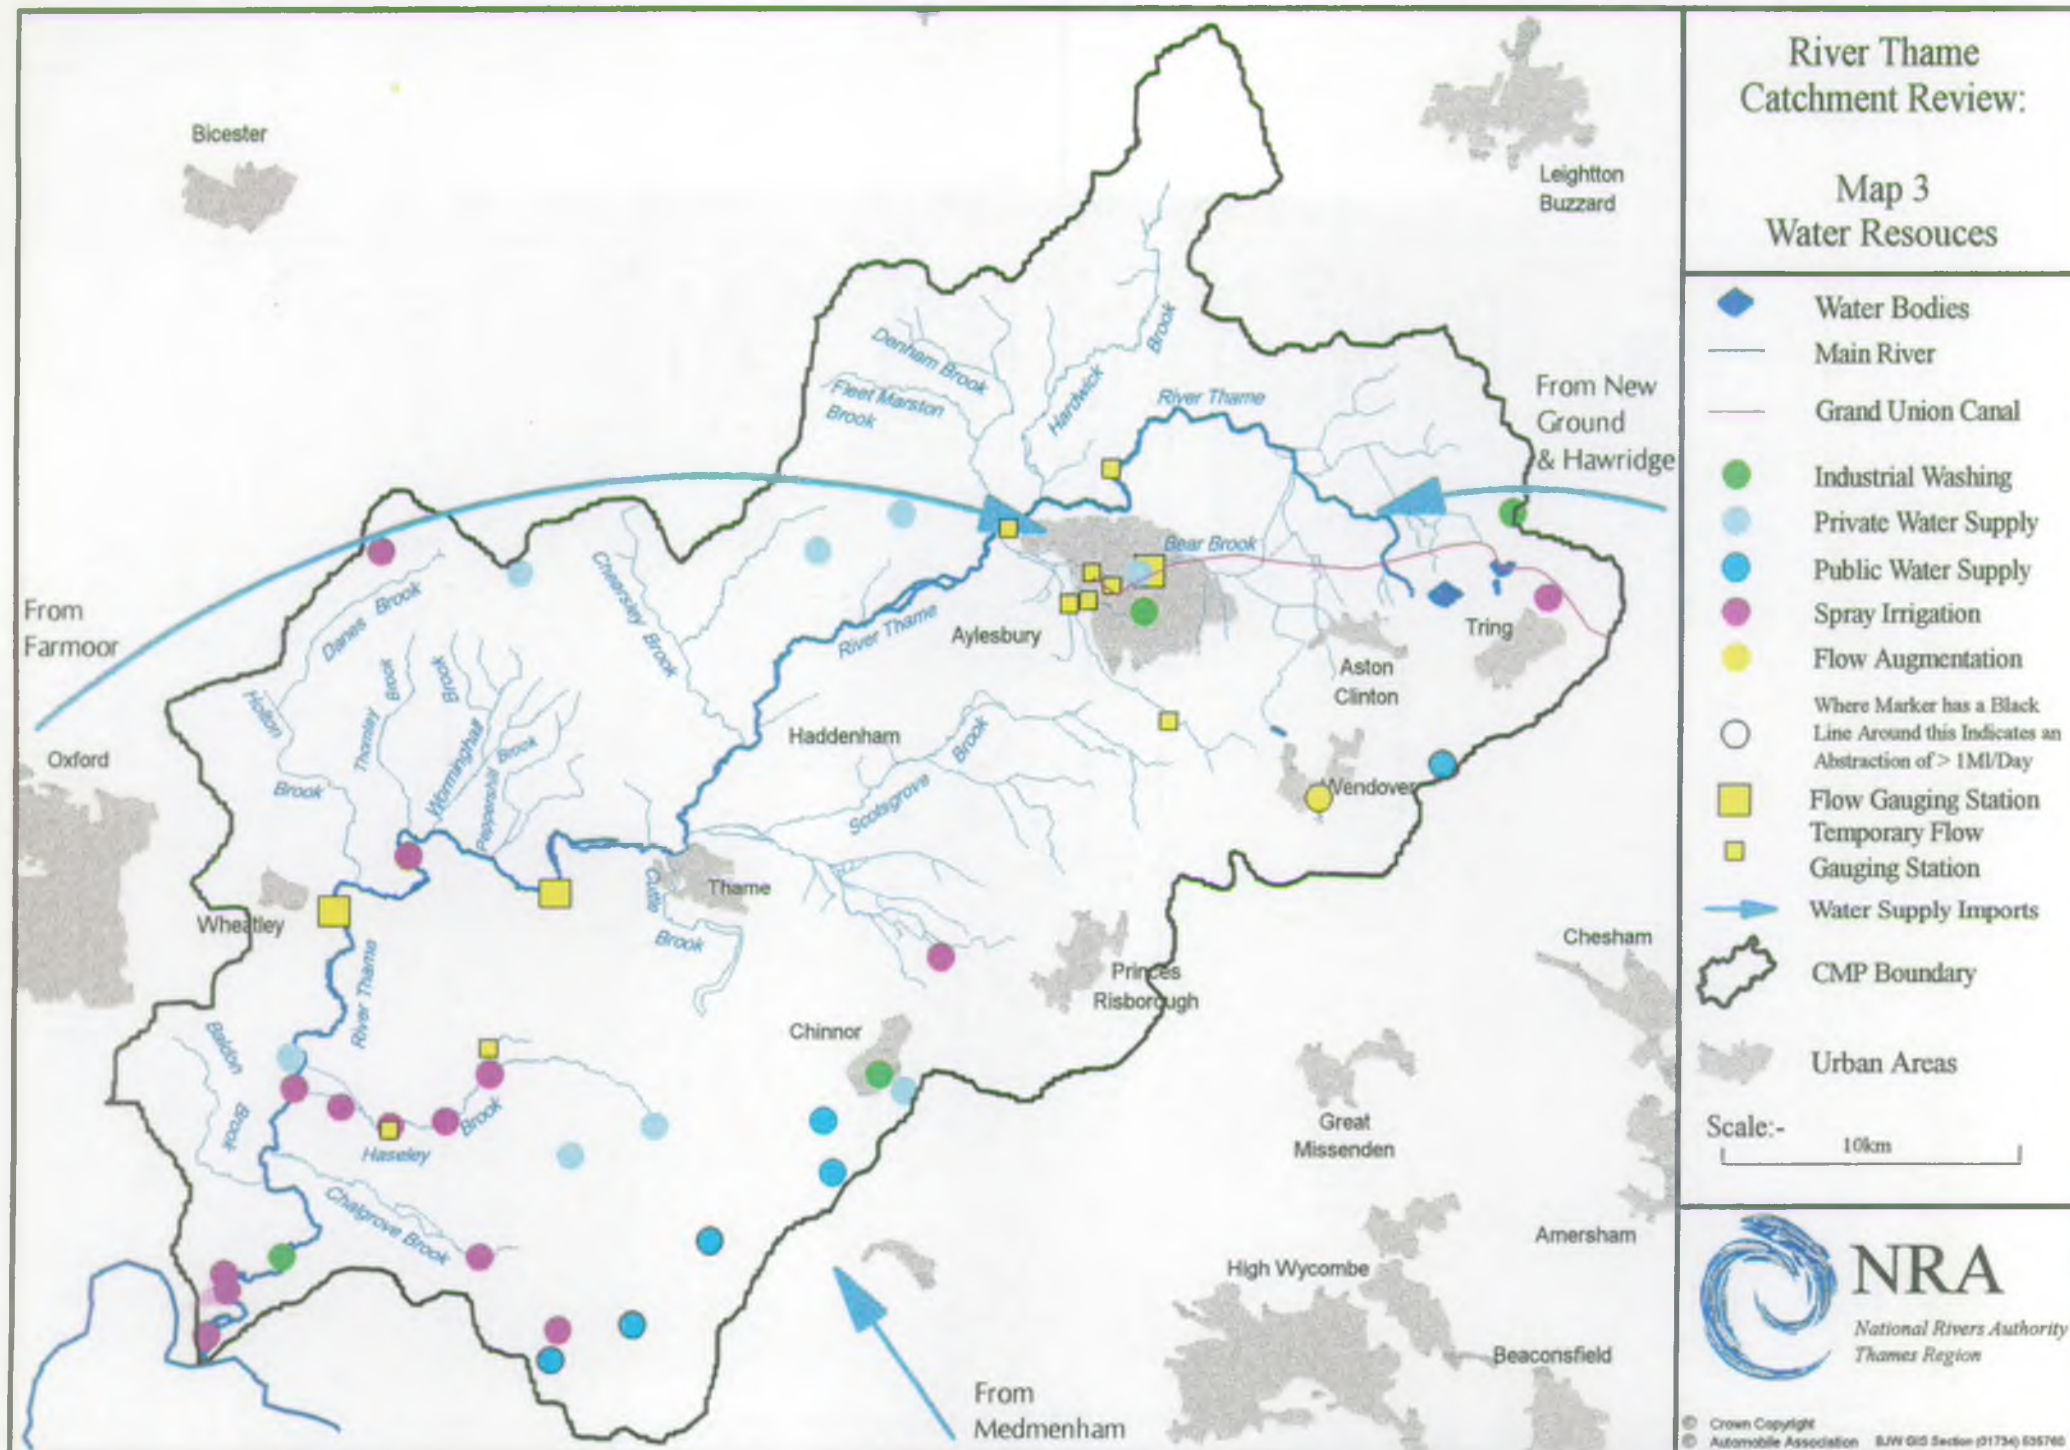 River Thame
Catchment Review:
Map 3
Water Resouces
Water Bodies
Main River
Grand Union Canal
Industrial Washing
Private Water Supply
Public Water Supply
Spray Irrigation
Flow Augmentation
Where Marker has a Black
Line Around this Indicates an
Abstraction of > 1Ml/Day
Flow Gauging Station
Temporary Flow
Gauging Station
Water Supply Imports
CMP Boundary
Urban Areas
Scale:-
10km
NRA
National Rivers Authority
Thames Region
© Crown Copyright
© Automobile Association BJW GIS Section (01734) 535768
Bicester
Leightton
Buzzard
Denham Brook
Fleet Marston
Brook
Hardwick
Brook
River Thame
From New
Ground
& Hawridge
Bear Brook
From
Farmoor
Danes Brook
Chearsley Brook
River Thame
Aylesbury
Tring
Aston
Clinton
Holton
Brook
Thornley
Brook
Worminghall
Brook
Peppershill Brook
Haddenham
Scotsgrove
Brook
Oxford
Wendover
Wheatley
Thame
Cuttle
Brook
Chesham
Princes
Risborough
River Thame
Chinnor
Baldon
Brook
Haseley
Brook
Great
Missenden
Chalgrove Brook
Amersham
High Wycombe
Beaconsfield
From
Medmenham